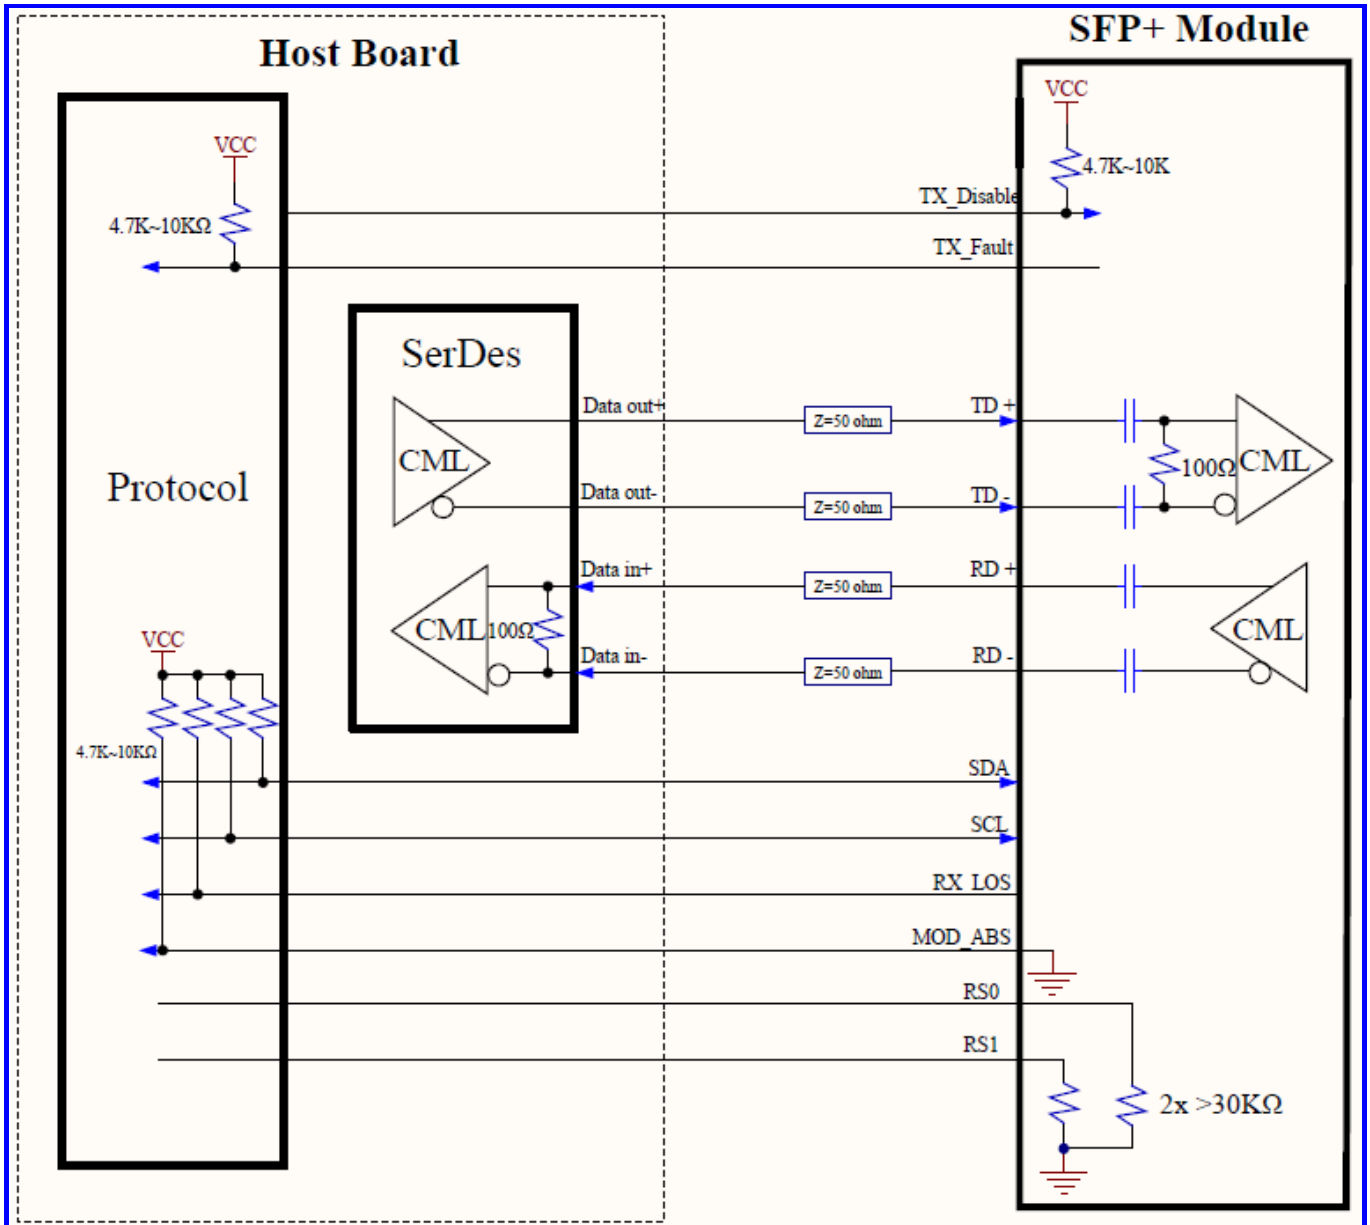 SFP+ Module
Host Board
VCC
VCC
4.7K~10K
TX_Disable
4.7K~10KΩ
TX_Fault
SerDes
Data out+
Z=50 ohm
TD +
CML
100Ω
CML
Protocol
Data out-
Z=50 ohm
TD -
Data in+
Z=50 ohm
RD +
CML
100Ω
CML
VCC
Data in-
Z=50 ohm
RD -
4.7K~10KΩ
SDA
SCL
RX_LOS
MOD_ABS
RS0
RS1
2x >30KΩ